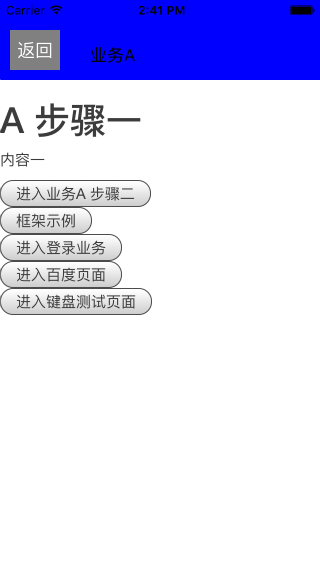 Carrier 2:41 PM
返回 业务A
A 步骤一
内容一
进入业务A 步骤二
框架示例
进入登录业务
进入百度页面
进入键盘测试页面